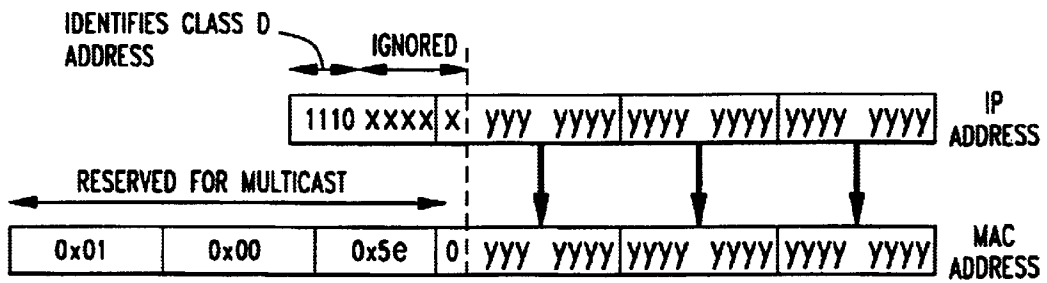 IDENTIFIES CLASS D
ADDRESS
IGNORED
1110 XXXX X yyy yyyy yyyy yyyy yyyy yyyy
IP
ADDRESS
RESERVED FOR MULTICAST
0x01 0x00 0x5e 0 yyy yyyy yyyy yyyy yyyy yyyy
MAC
ADDRESS